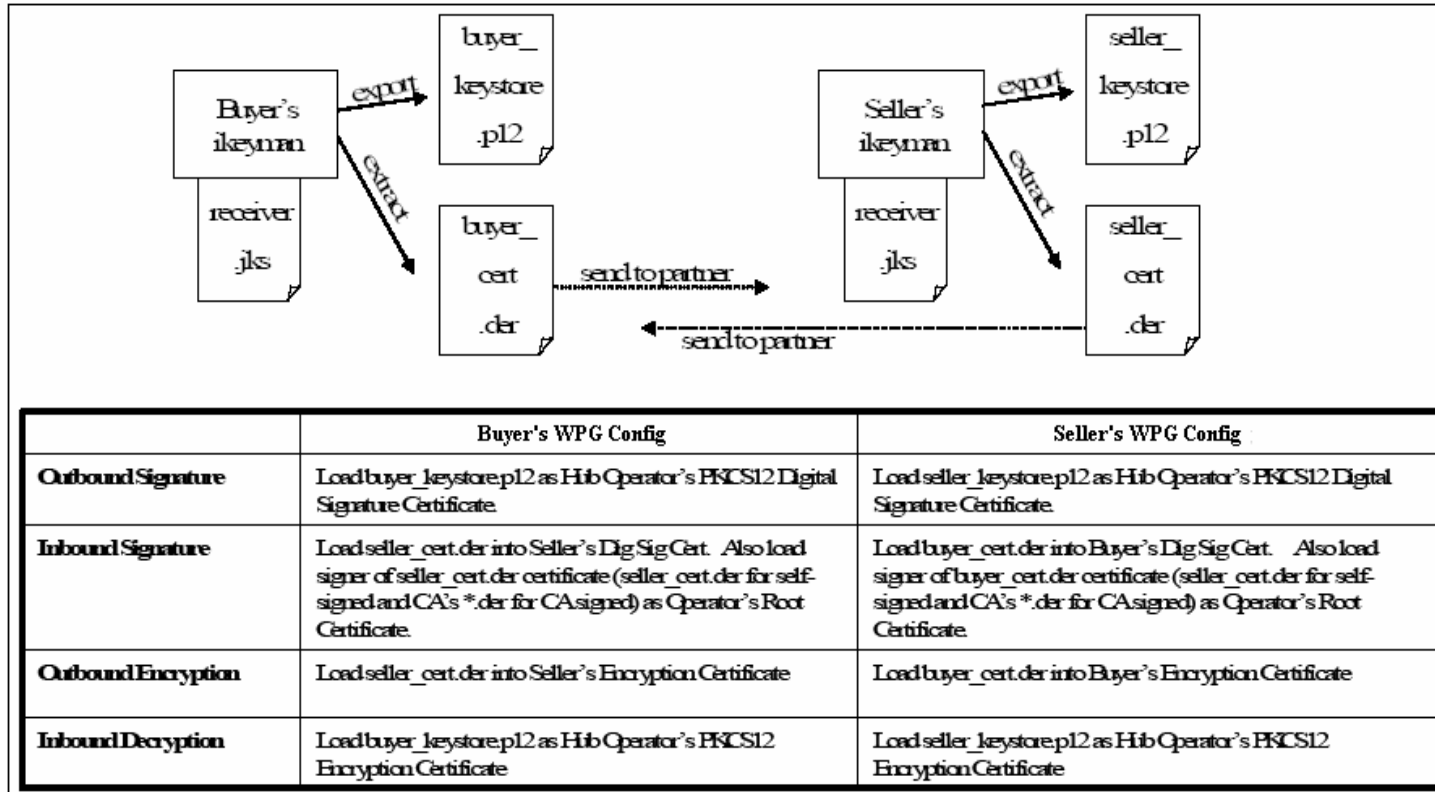 buyer_
keystore
.p12
seller_
keystore
.p12
export
export
Buyer's
ikeyman
Seller's
ikeyman
extract
extract
receiver
.jks
buyer_
cert
.der
receiver
.jks
seller_
cert
.der
send to partner
send to partner
Buyer's WPG Config
Seller's WPG Config
Outbound Signature
Load buyer_keystore.p12 as Hub Operator's PKCS12 Digital
Signature Certificate.
Load seller_keystore.p12 as Hub Operator's PKCS12 Digital
Signature Certificate.
Inbound Signature
Load seller_cert.der into Seller's Dig Sig Cert. Also load
signer of seller_cert.der certificate (seller_cert.der for self-
signed and CA's *.der for CA signed) as Operator's Root
Certificate.
Load buyer_cert.der into Buyer's Dig Sig Cert. Also load
signer of buyer_cert.der certificate (seller_cert.der for self-
signed and CA's *.der for CA signed) as Operator's Root
Certificate.
Outbound Encryption
Load seller_cert.der into Seller's Encryption Certificate
Load buyer_cert.der into Buyer's Encryption Certificate
Inbound Decryption
Load buyer_keystore.p12 as Hub Operator's PKCS12
Encryption Certificate
Load seller_keystore.p12 as Hub Operator's PKCS12
Encryption Certificate